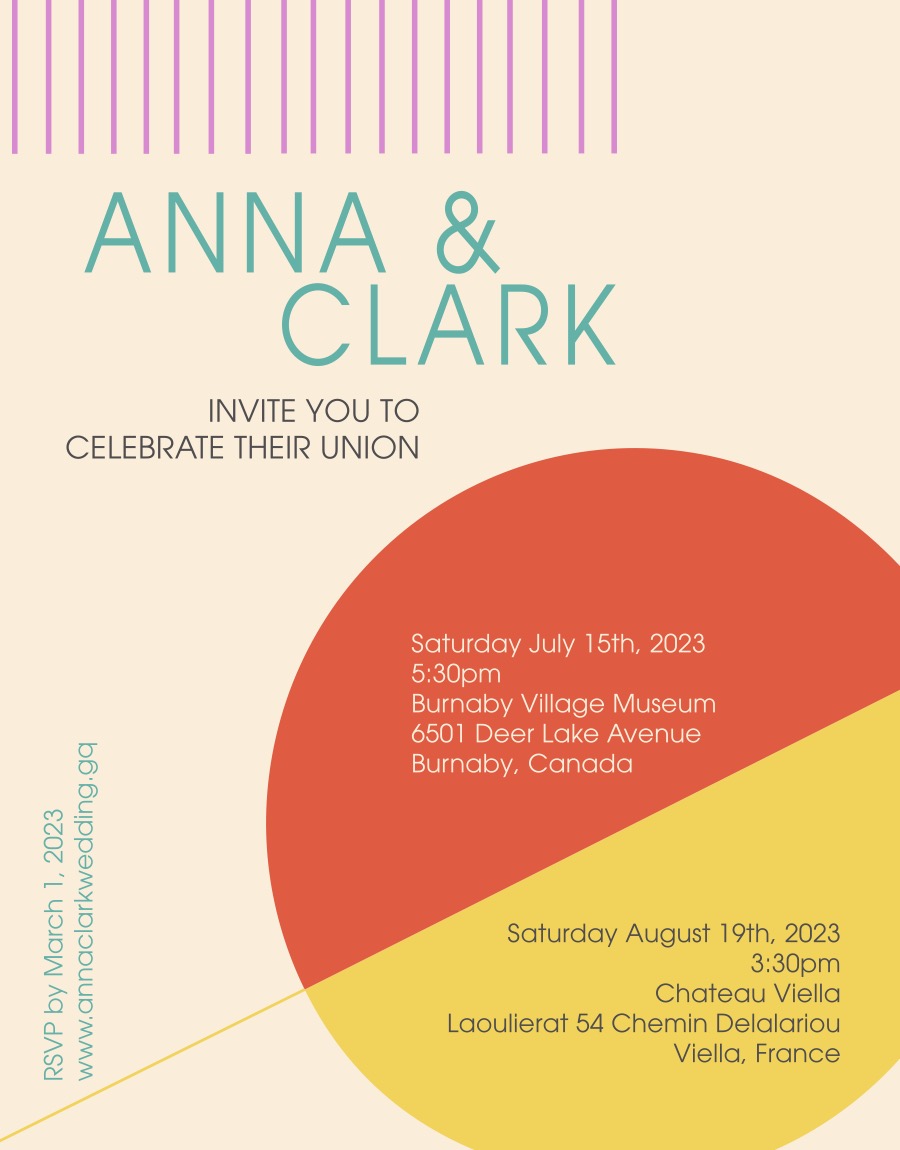 ANNA &
CLARK
INVITE YOU TO
CELEBRATE THEIR UNION
Saturday July 15th, 2023
5:30pm
Burnaby Village Museum
6501 Deer Lake Avenue
Burnaby, Canada
Saturday August 19th, 2023
3:30pm
Chateau Viella
Laoulierat 54 Chemin Delalariou
Viella, France
RSVP by March 1, 2023
www.annaclarkwedding.gq